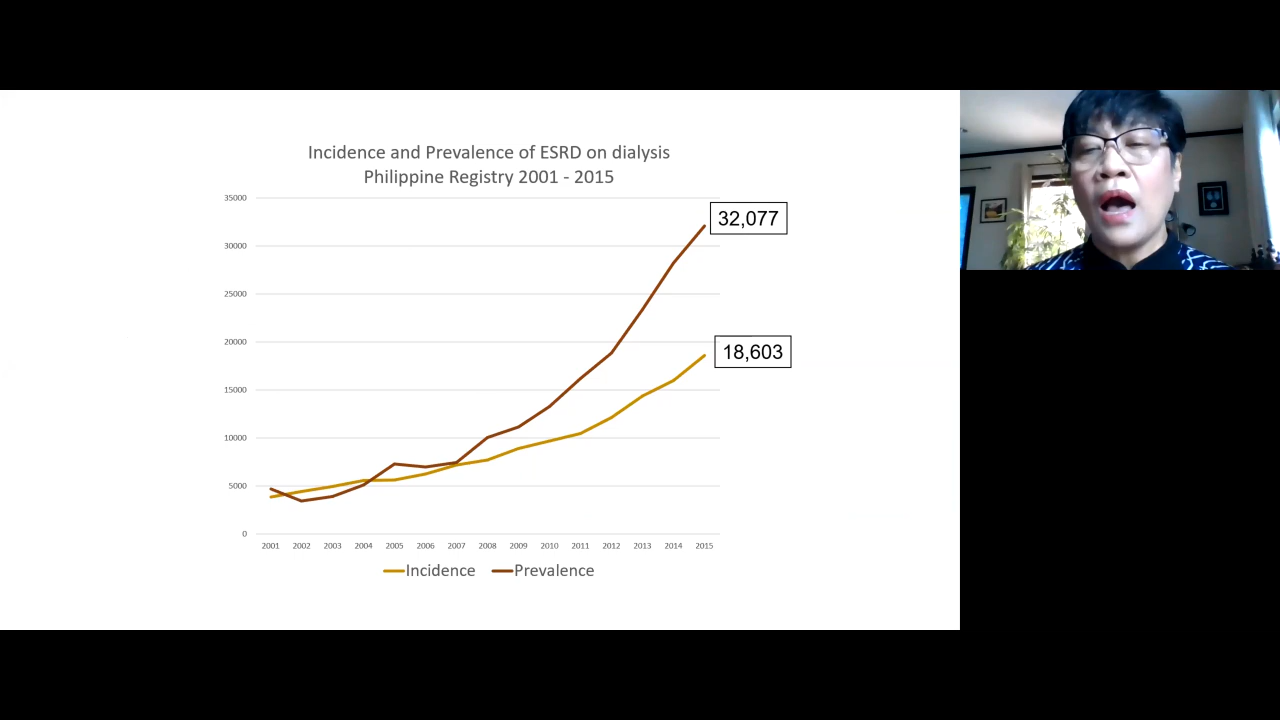 Incidence and Prevalence of ESRD on dialysis
Philippine Registry 2001 - 2015
35000
32,077
30000
25000
20000
18,603
15000
10000
5000
0
2001 2002 2003 2004 2005 2006 2007 2008 2009 2010 2011 2012 2013 2014 2015
Incidence Prevalence